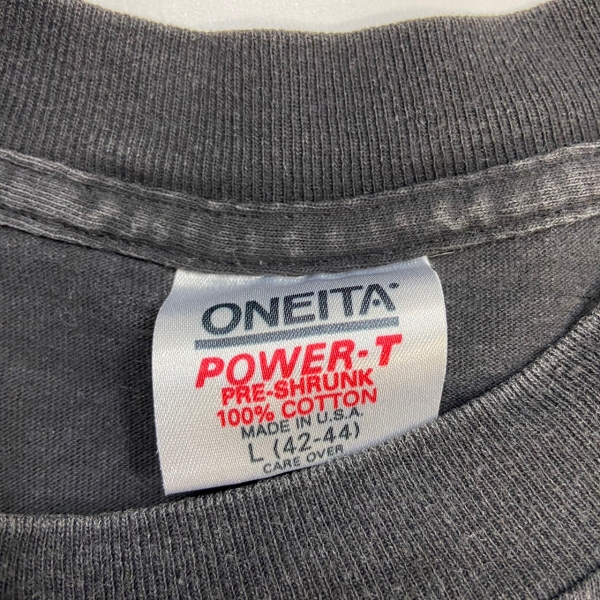 ONEITA
POWER-T
PRE-SHRUNK
100% COTTON
MADE IN U.S.A.
L (42-44)
CARE OVER